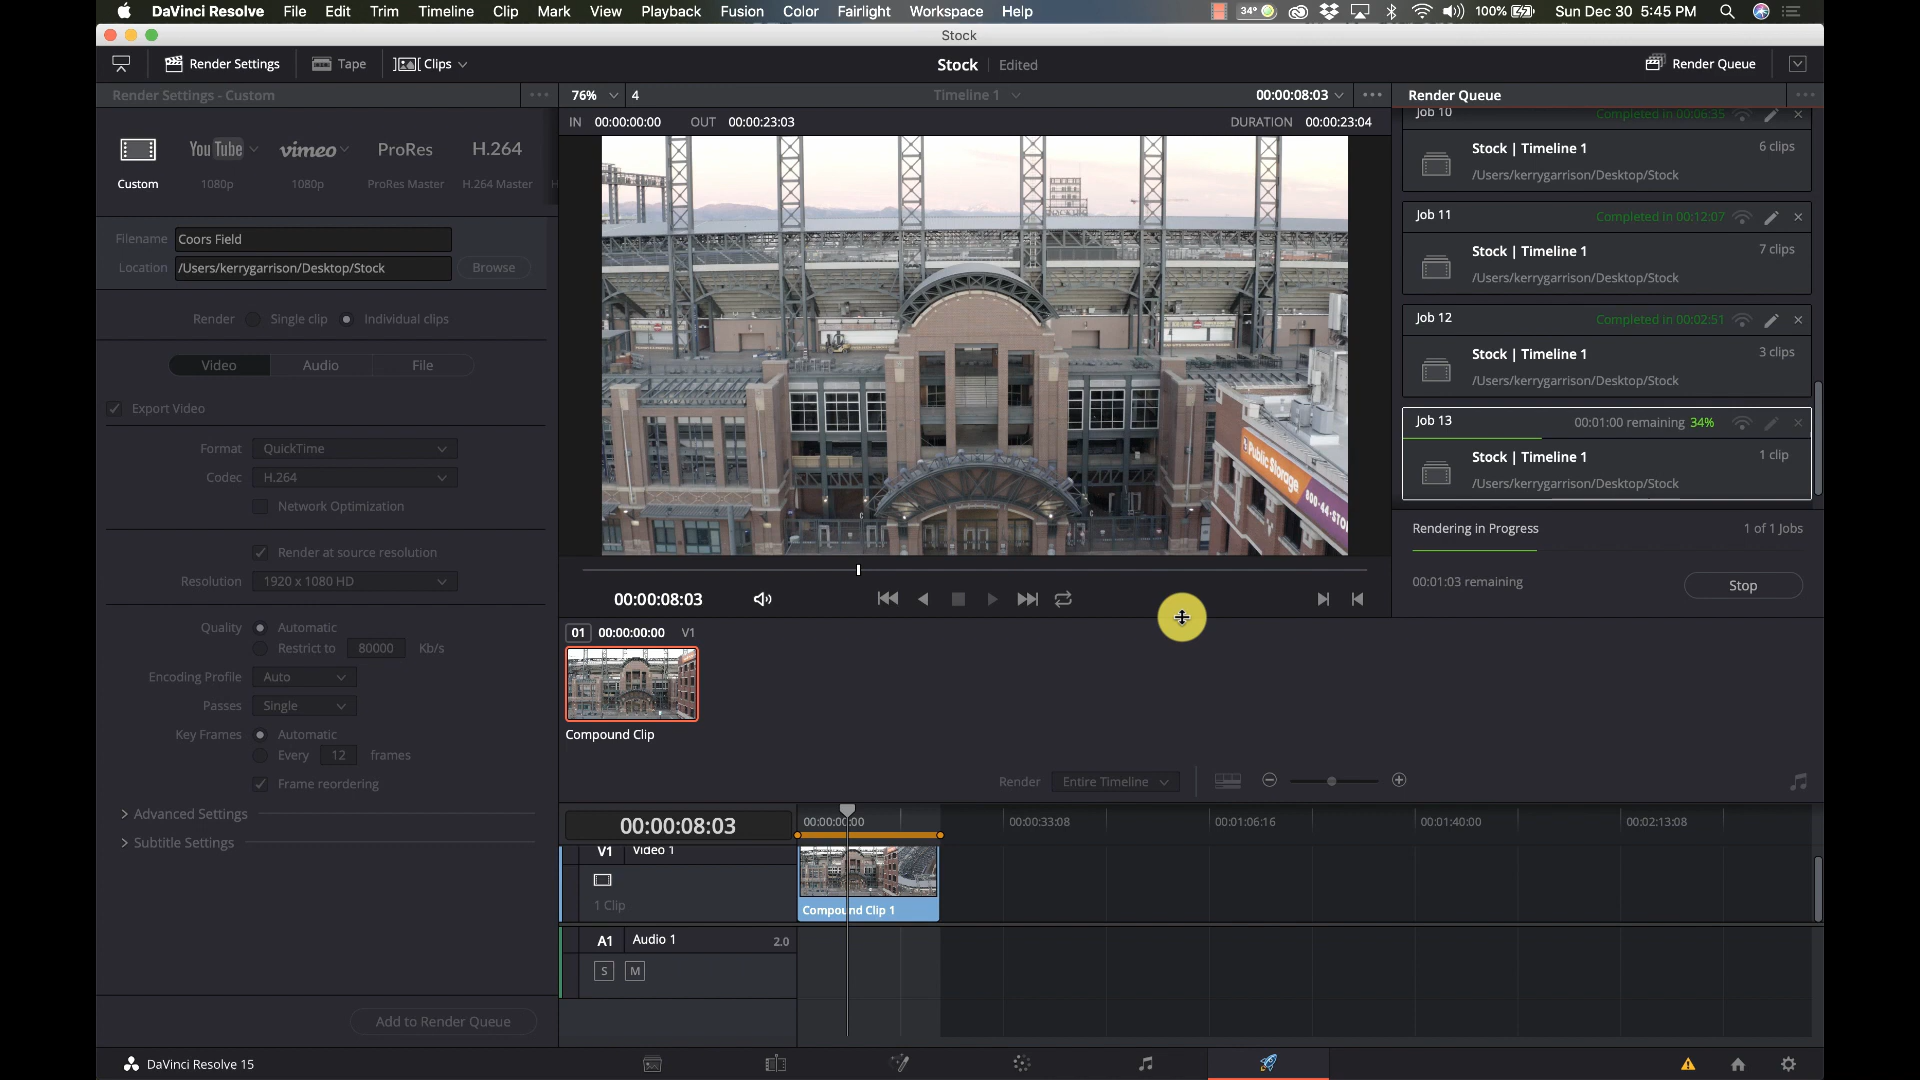 DaVinci Resolve File Edit Trim Timeline Clip Mark View Playback Fusion Color Fairlight Workspace Help 34° 100% Sun Dec 30 5:45 PM
Stock
Render Settings Tape Clips Stock Edited Render Queue
Render Settings - Custom 76% 4 Timeline 1 00:00:08:03 Render Queue
IN 00:00:00:00 OUT 00:00:23:03 DURATION 00:00:23:04
YouTube vimeo ProRes H.264
Custom 1080p 1080p ProRes Master H.264 Master H
Filename Coors Field
Location /Users/kerrygarrison/Desktop/Stock Browse
Render Single clip Individual clips
Video Audio File
Export Video
Format QuickTime
Codec H.264
Network Optimization
Render at source resolution
Resolution 1920 x 1080 HD
Quality Automatic
Restrict to 80000 Kb/s
Encoding Profile Auto
Passes Single
Key Frames Automatic
Every 12 frames
Frame reordering
Advanced Settings
Subtitle Settings
Add to Render Queue
Public Storage
800-44-STO
00:00:08:03
01 00:00:00:00 V1
Compound Clip
Render Entire Timeline
Job 10 Completed in 00:06:35
Stock | Timeline 1 6 clips
/Users/kerrygarrison/Desktop/Stock
Job 11 Completed in 00:12:07
Stock | Timeline 1 7 clips
/Users/kerrygarrison/Desktop/Stock
Job 12 Completed in 00:02:51
Stock | Timeline 1 3 clips
/Users/kerrygarrison/Desktop/Stock
Job 13 00:01:00 remaining 34%
Stock | Timeline 1 1 clip
/Users/kerrygarrison/Desktop/Stock
Rendering in Progress 1 of 1 Jobs
00:01:03 remaining Stop
00:00:08:03 00:00:00:00 00:00:33:08 00:01:06:16 00:01:40:00 00:02:13:08
V1 Video 1
1 Clip
Compound Clip 1
A1 Audio 1 2.0
S M
DaVinci Resolve 15